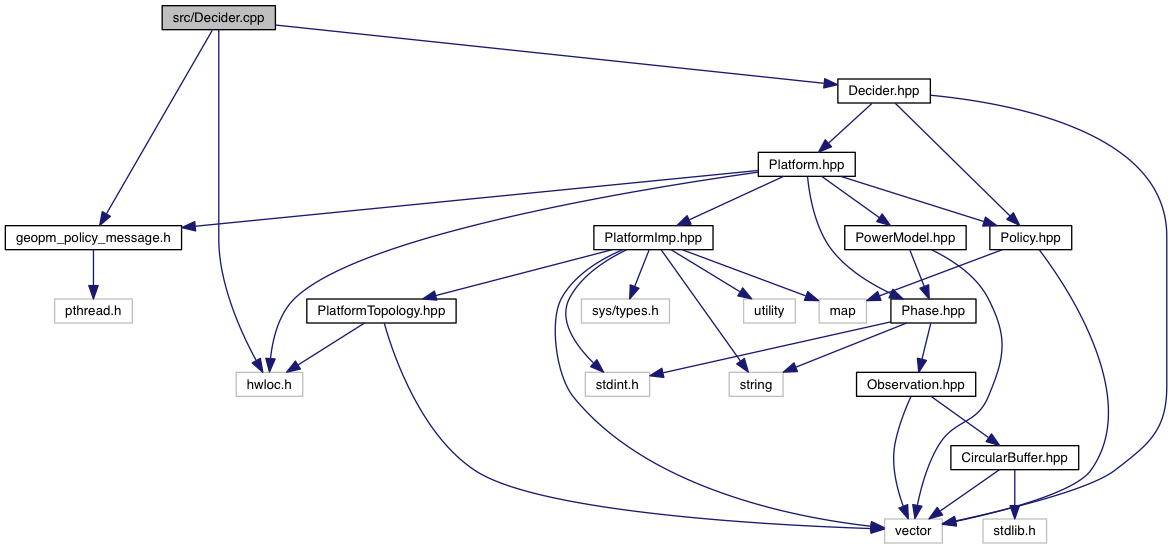 src/Decider.cpp
Decider.hpp
Platform.hpp
geopm_policy_message.h
PlatformImp.hpp
PowerModel.hpp
Policy.hpp
pthread.h
PlatformTopology.hpp
sys/types.h
utility
map
Phase.hpp
hwloc.h
stdint.h
string
Observation.hpp
CircularBuffer.hpp
vector
stdlib.h